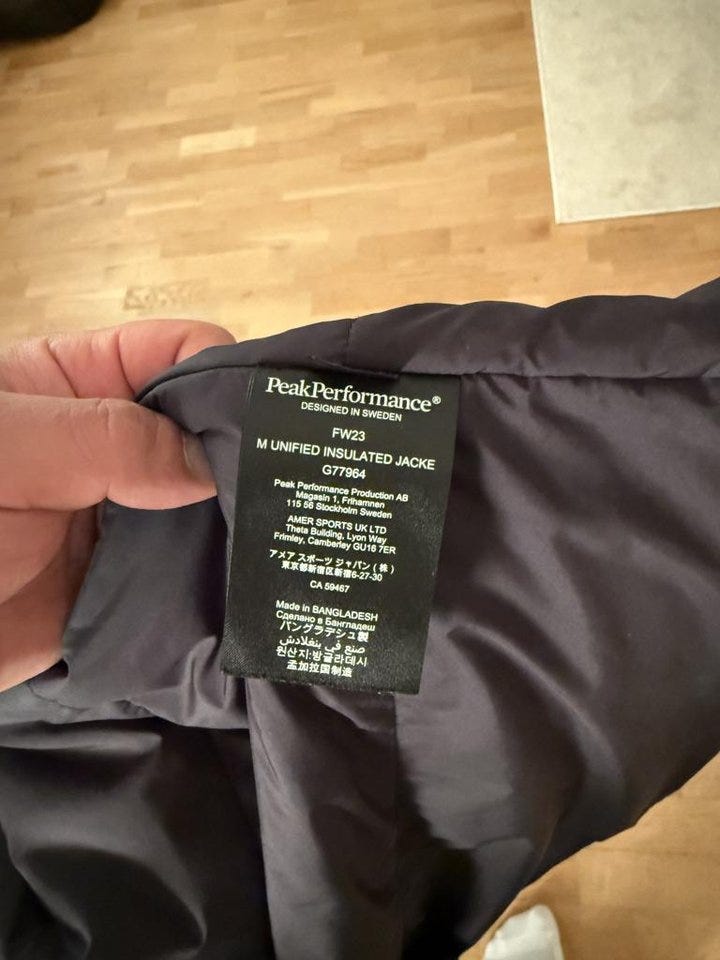 PeakPerformance®
DESIGNED IN SWEDEN
FW23
M UNIFIED INSULATED JACKE
G77964
Peak Performance Production AB
Magasin 1, Frihamnen
115 56 Stockholm Sweden
AMER SPORTS UK LTD
Theta Building, Lyon Way
Frimley, Camberley GU16 7ER
アメア スポーツ ジャパン (株)
東京都新宿区新宿6-27-30
CA 59467
Made in BANGLADESH
Сделано в Бангладеш
バングラデシュ製
صنع في بنغلادش
원산지:방글라데시
孟加拉国制造